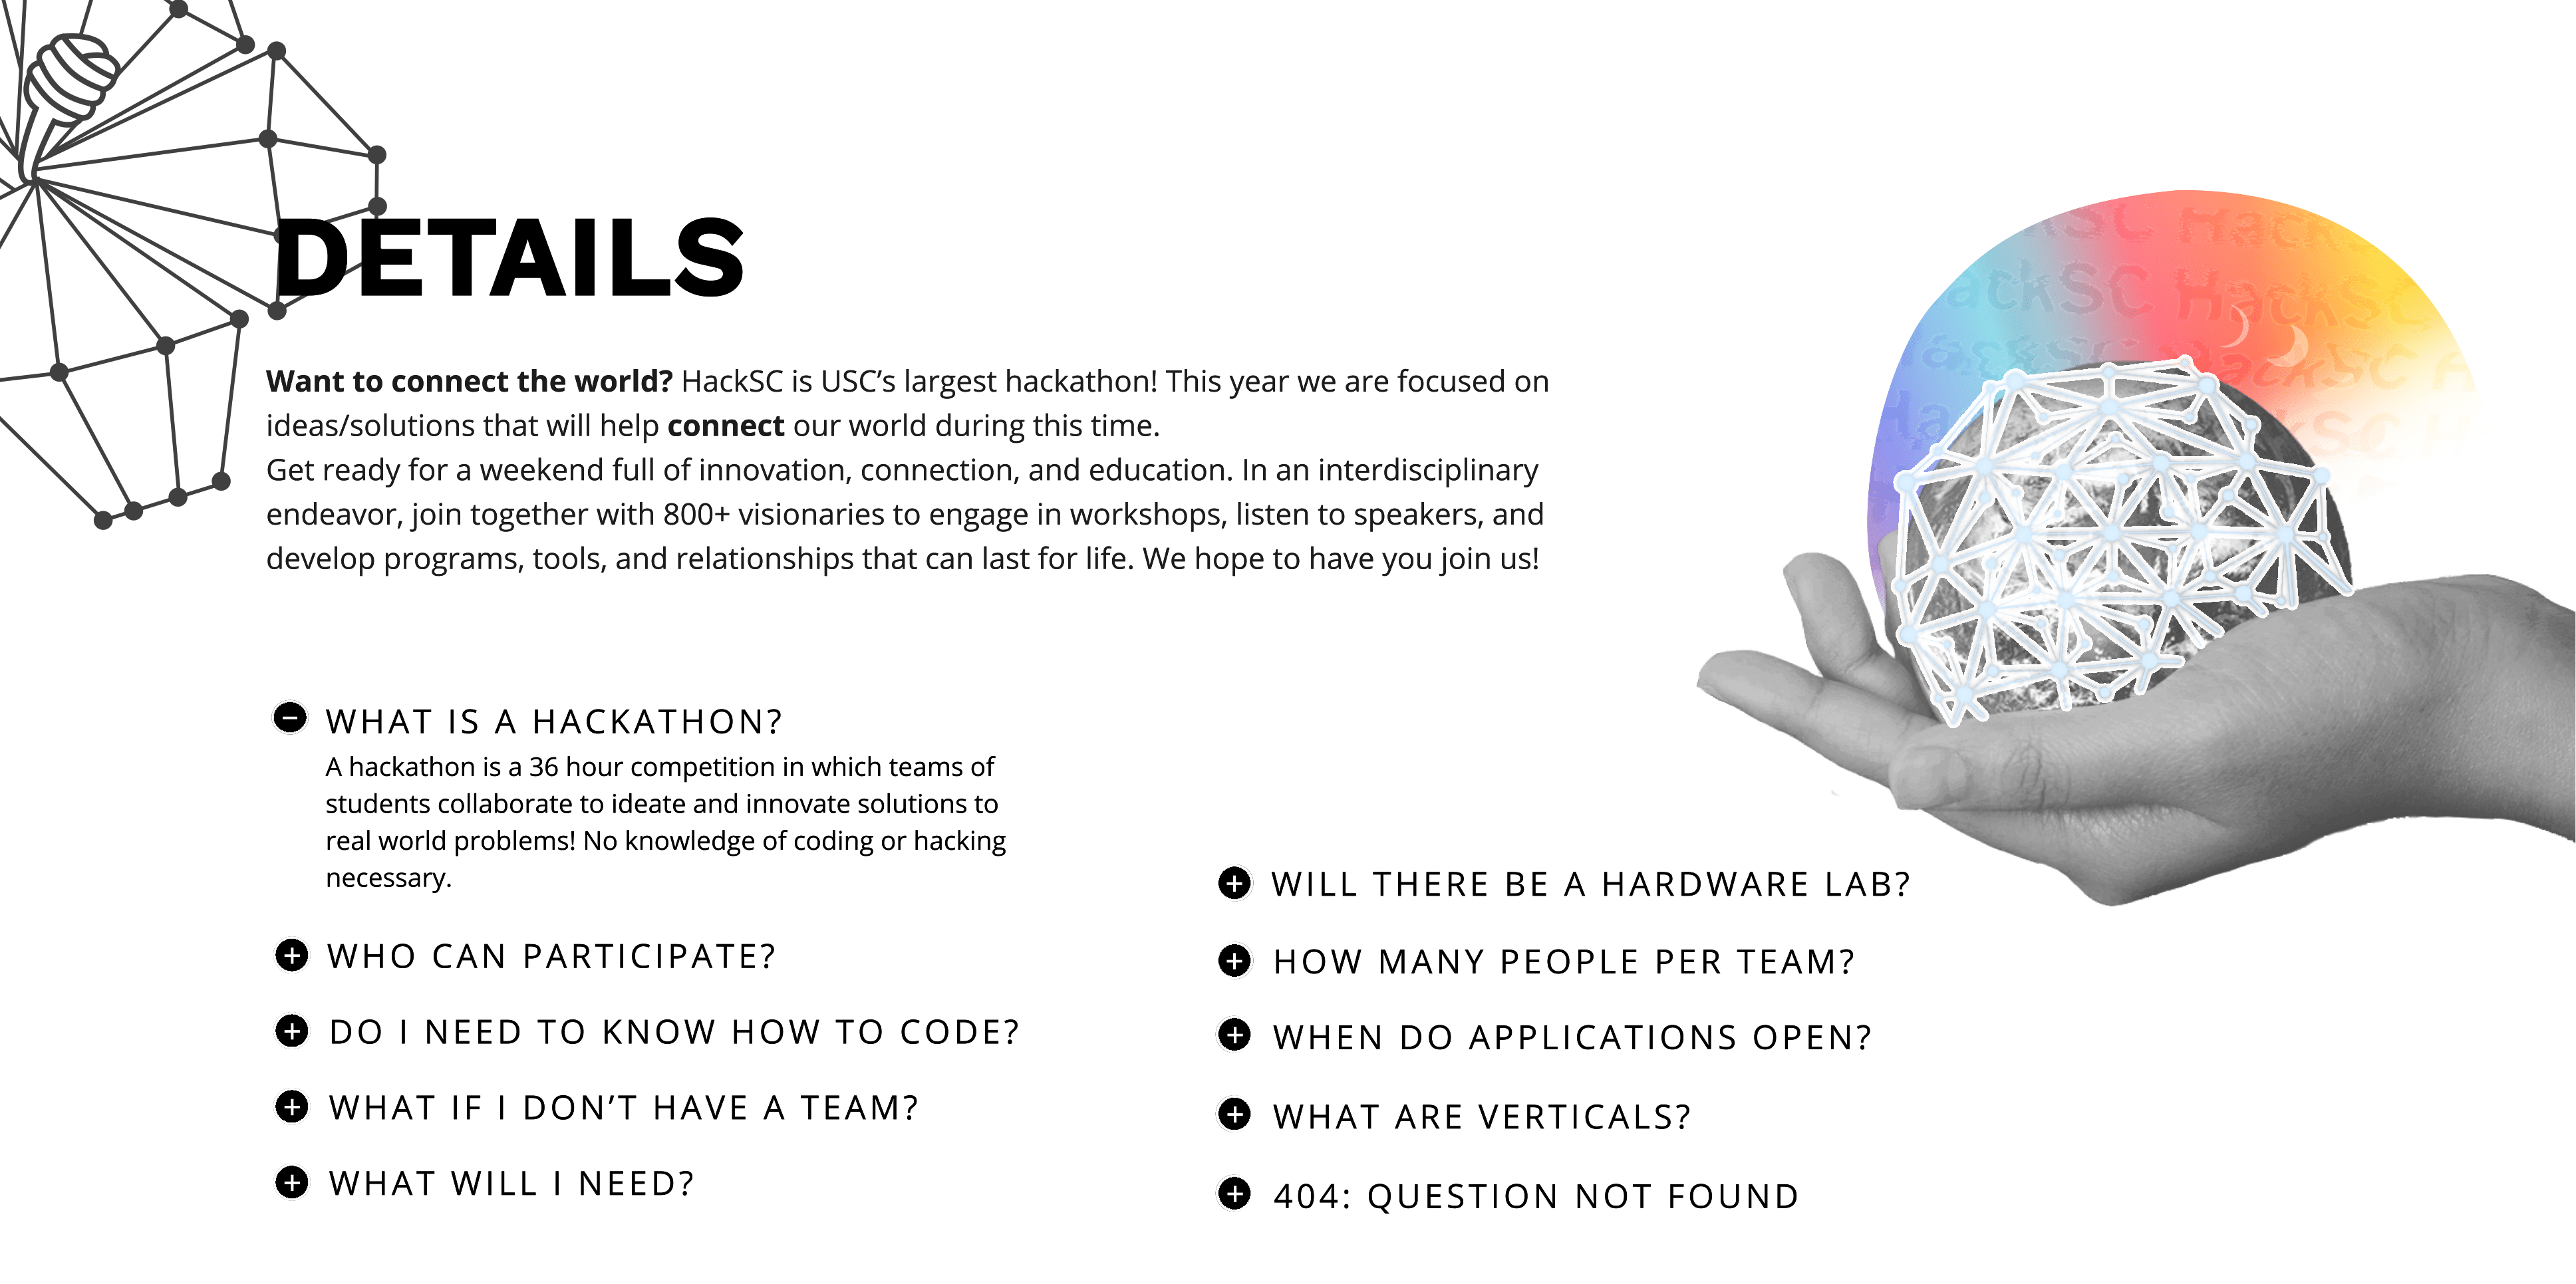 DETAILS
Want to connect the world? HackSC is USC’s largest hackathon! This year we are focused on
ideas/solutions that will help connect our world during this time.
Get ready for a weekend full of innovation, connection, and education. In an interdisciplinary
endeavor, join together with 800+ visionaries to engage in workshops, listen to speakers, and
develop programs, tools, and relationships that can last for life. We hope to have you join us!
WHAT IS A HACKATHON?
A hackathon is a 36 hour competition in which teams of
students collaborate to ideate and innovate solutions to
real world problems! No knowledge of coding or hacking
necessary.
WHO CAN PARTICIPATE?
DO I NEED TO KNOW HOW TO CODE?
WHAT IF I DON’T HAVE A TEAM?
WHAT WILL I NEED?
WILL THERE BE A HARDWARE LAB?
HOW MANY PEOPLE PER TEAM?
WHEN DO APPLICATIONS OPEN?
WHAT ARE VERTICALS?
404: QUESTION NOT FOUND
HackSC